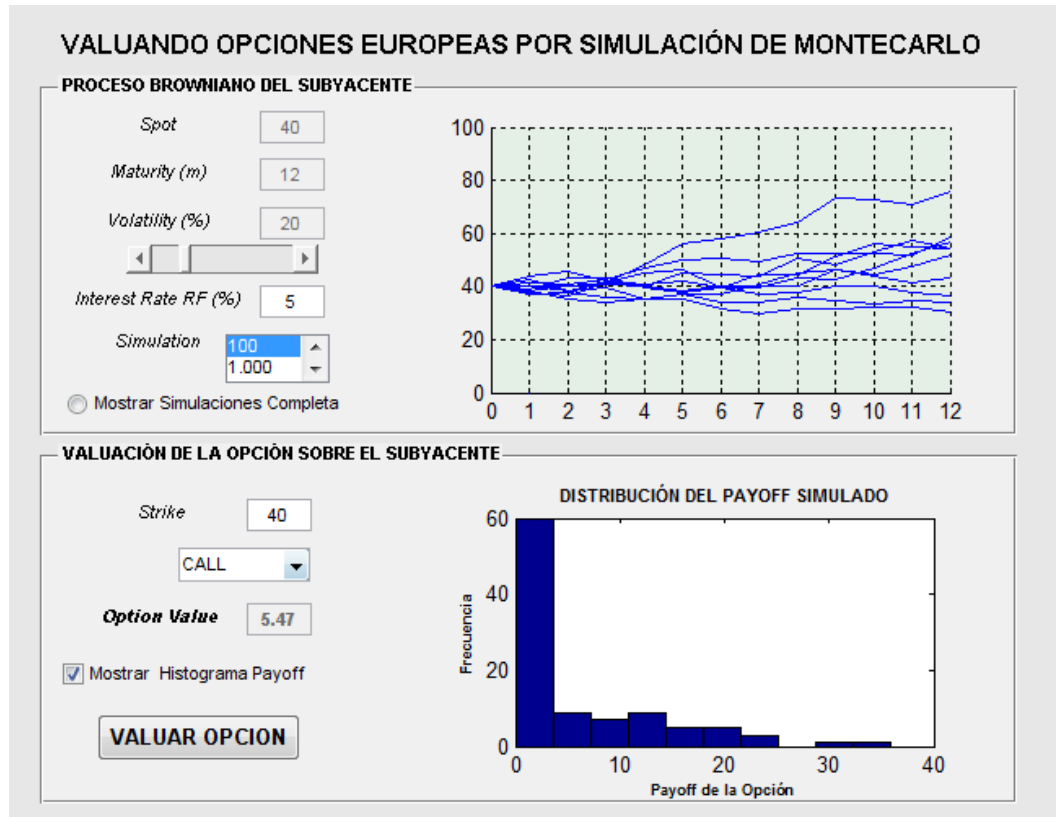 VALUANDO OPCIONES EUROPEAS POR SIMULACIÓN DE MONTECARLO
PROCESO BROWNIANO DEL SUBYACENTE
Spot 40
Maturity (m) 12
Volatility (%) 20
Interest Rate RF (%) 5
Simulation 100
1.000
Mostrar Simulaciones Completa
100
80
60
40
20
0
0 1 2 3 4 5 6 7 8 9 10 11 12
VALUACIÓN DE LA OPCIÓN SOBRE EL SUBYACENTE
Strike 40
CALL
Option Value 5.47
Mostrar Histograma Payoff
VALUAR OPCION
DISTRIBUCIÓN DEL PAYOFF SIMULADO
Frecuencia
60
40
20
0
0 10 20 30 40
Payoff de la Opción